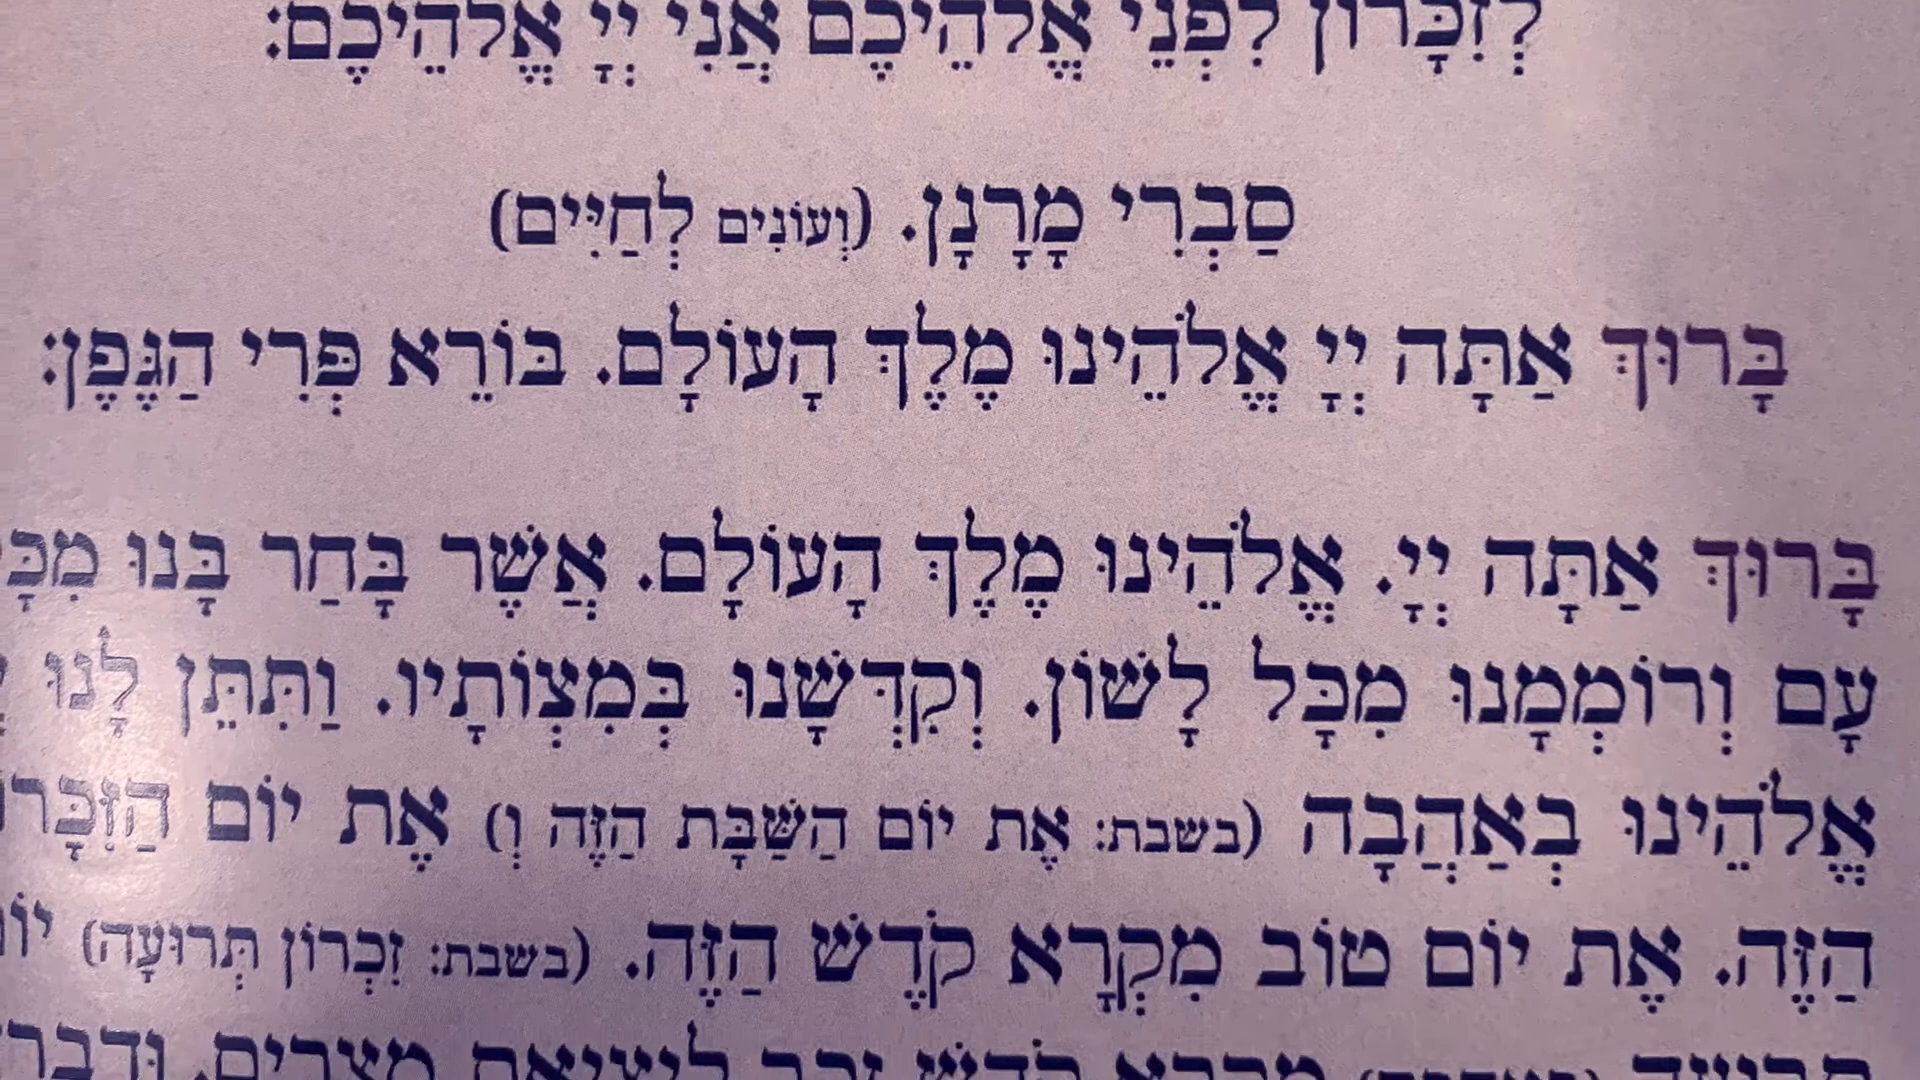 לְזִכָּרוֹן לִפְנֵי אֱלֹהֵיכֶם אֲנִי יְיָ אֱלֹהֵיכֶם:
סַבְרִי מָרָנָן. (וְעוֹנִים לְחַיִּים)
בָּרוּךְ אַתָּה יְיָ אֱלֹהֵינוּ מֶלֶךְ הָעוֹלָם. בּוֹרֵא פְּרִי הַגֶּפֶן:
בָּרוּךְ אַתָּה יְיָ. אֱלֹהֵינוּ מֶלֶךְ הָעוֹלָם. אֲשֶׁר בָּחַר בָּנוּ
עָם וְרוֹמְמָנוּ מִכָּל לָשׁוֹן. וְקִדְּשָׁנוּ בְּמִצְוֹתָיו. וַתִּתֵּן לָנוּ
אֱלֹהֵינוּ בְּאַהֲבָה (בשבת: אֶת יוֹם הַשַּׁבָּת הַזֶּה וְ) אֶת יוֹם
הַזֶּה. אֶת יוֹם טוֹב מִקְרָא קֹדֶשׁ הַזֶּה. (בשבת: זִכְרוֹן תְּרוּעָה)